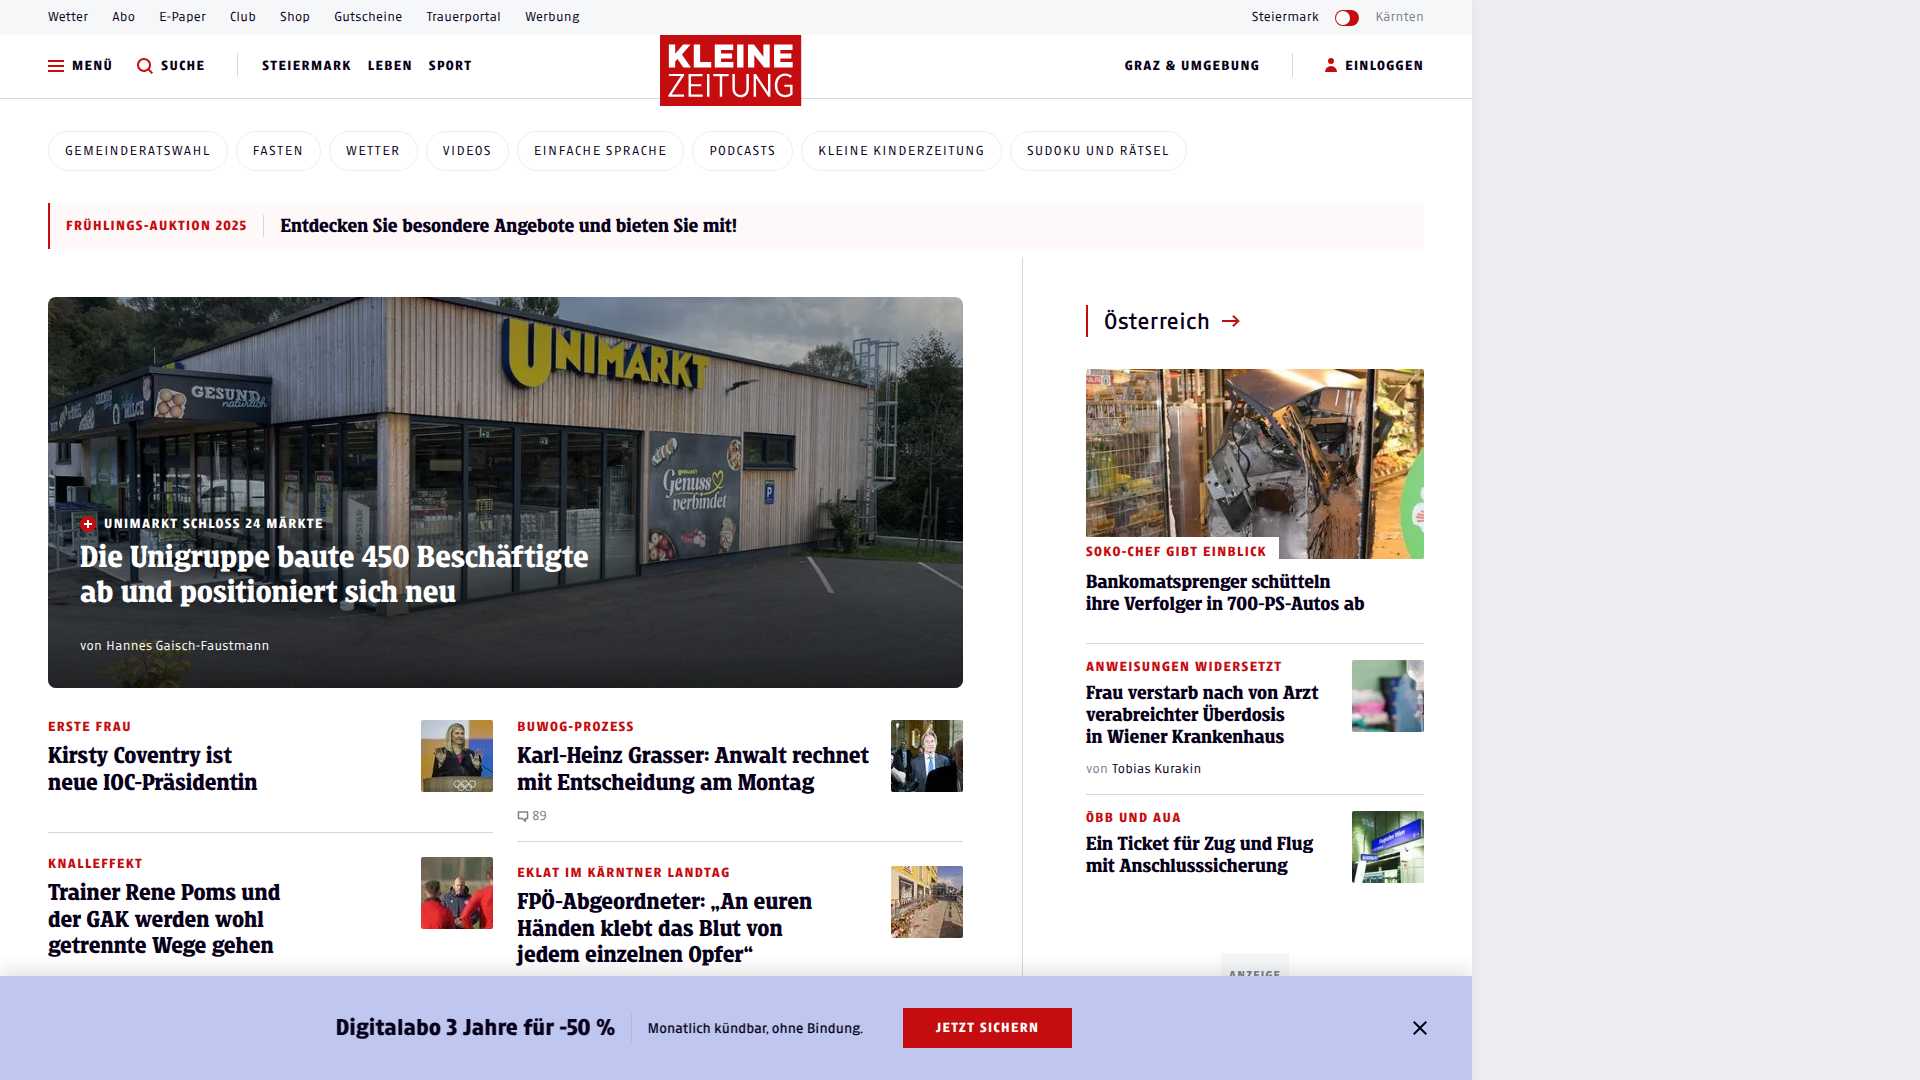 Wetter Abo E-Paper Club Shop Gutscheine Trauerportal Werbung Steiermark Kärnten
MENÜ SUCHE STEIERMARK LEBEN SPORT
KLEINE
ZEITUNG
GRAZ & UMGEBUNG EINLOGGEN
GEMEINDERATSWAHL FASTEN WETTER VIDEOS EINFACHE SPRACHE PODCASTS KLEINE KINDERZEITUNG SUDOKU UND RÄTSEL
FRÜHLINGS-AUKTION 2025 Entdecken Sie besondere Angebote und bieten Sie mit!
UNIMARKT
GESUND
natürlich
MILCH
Genuss
verbindet
P
UNIMARKT SCHLOSS 24 MÄRKTE
Die Unigruppe baute 450 Beschäftigte
ab und positioniert sich neu
von Hannes Gaisch-Faustmann
ERSTE FRAU
Kirsty Coventry ist
neue IOC-Präsidentin
KNALLEFFEKT
Trainer Rene Poms und
der GAK werden wohl
getrennte Wege gehen
BUWOG-PROZESS
Karl-Heinz Grasser: Anwalt rechnet
mit Entscheidung am Montag
89
EKLAT IM KÄRNTNER LANDTAG
FPÖ-Abgeordneter: „An euren
Händen klebt das Blut von
jedem einzelnen Opfer“
Österreich
SOKO-CHEF GIBT EINBLICK
Bankomatsprenger schütteln
ihre Verfolger in 700-PS-Autos ab
ANWEISUNGEN WIDERSETZT
Frau verstarb nach von Arzt
verabreichter Überdosis
in Wiener Krankenhaus
von Tobias Kurakin
ÖBB UND AUA
Ein Ticket für Zug und Flug
mit Anschlusssicherung
ANZEIGE
Digitalabo 3 Jahre für -50 % Monatlich kündbar, ohne Bindung. JETZT SICHERN